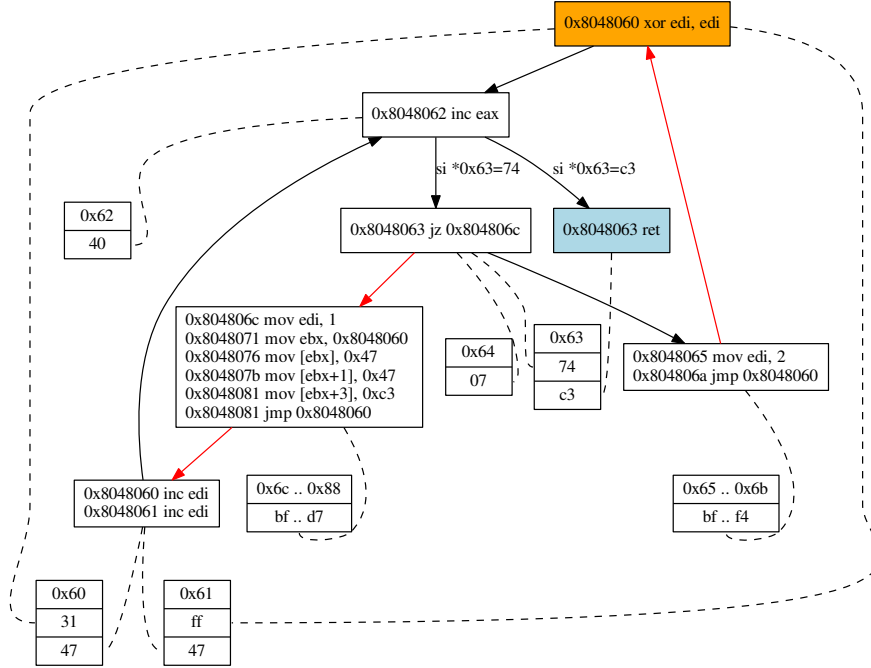 0x8048060 xor edi, edi
0x8048062 inc eax
si *0x63=74
si *0x63=c3
0x62
40
0x8048063 jz 0x804806c
0x8048063 ret
0x804806c mov edi, 1
0x8048071 mov ebx, 0x8048060
0x8048076 mov [ebx], 0x47
0x804807b mov [ebx+1], 0x47
0x8048081 mov [ebx+3], 0xc3
0x8048081 jmp 0x8048060
0x64
07
0x63
74
c3
0x8048065 mov edi, 2
0x804806a jmp 0x8048060
0x8048060 inc edi
0x8048061 inc edi
0x6c .. 0x88
bf .. d7
0x65 .. 0x6b
bf .. f4
0x60
31
47
0x61
ff
47